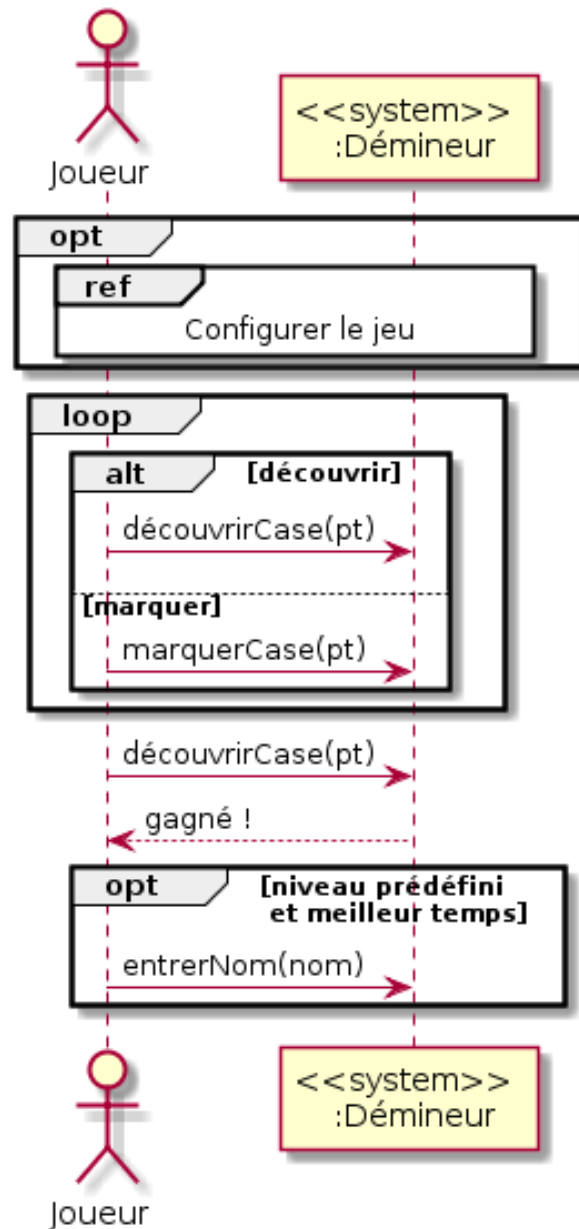 Joueur
<<system>>
:Démineur
opt
ref
Configurer le jeu
loop
alt [découvrir]
découvrirCase(pt)
[marquer]
marquerCase(pt)
découvrirCase(pt)
gagné !
opt [niveau prédéfini
et meilleur temps]
entrerNom(nom)
<<system>>
:Démineur
Joueur